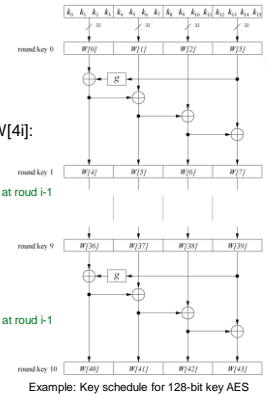 k₀ k₁ k₂ k₃ k₄ k₅ k₆ k₇ k₈ k₉ k₁₀ k₁₁ k₁₂ k₁₃ k₁₄ k₁₅
32 32 32 32
round key 0 W[0] W[1] W[2] W[3]
g
W[4i]:
round key 1 W[4] W[5] W[6] W[7]
at roud i-1
round key 9 W[36] W[37] W[38] W[39]
g
at roud i-1
round key 10 W[40] W[41] W[42] W[43]
Example: Key schedule for 128-bit key AES